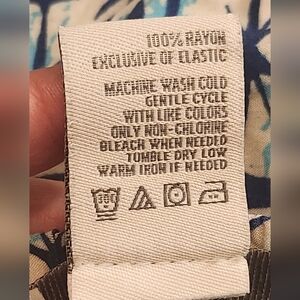 100% RAYON
EXCLUSIVE OF ELASTIC
MACHINE WASH COLD
GENTLE CYCLE
WITH LIKE COLORS
ONLY NON-CHLORINE
BLEACH WHEN NEEDED
TUMBLE DRY LOW
WARM IRON IF NEEDED